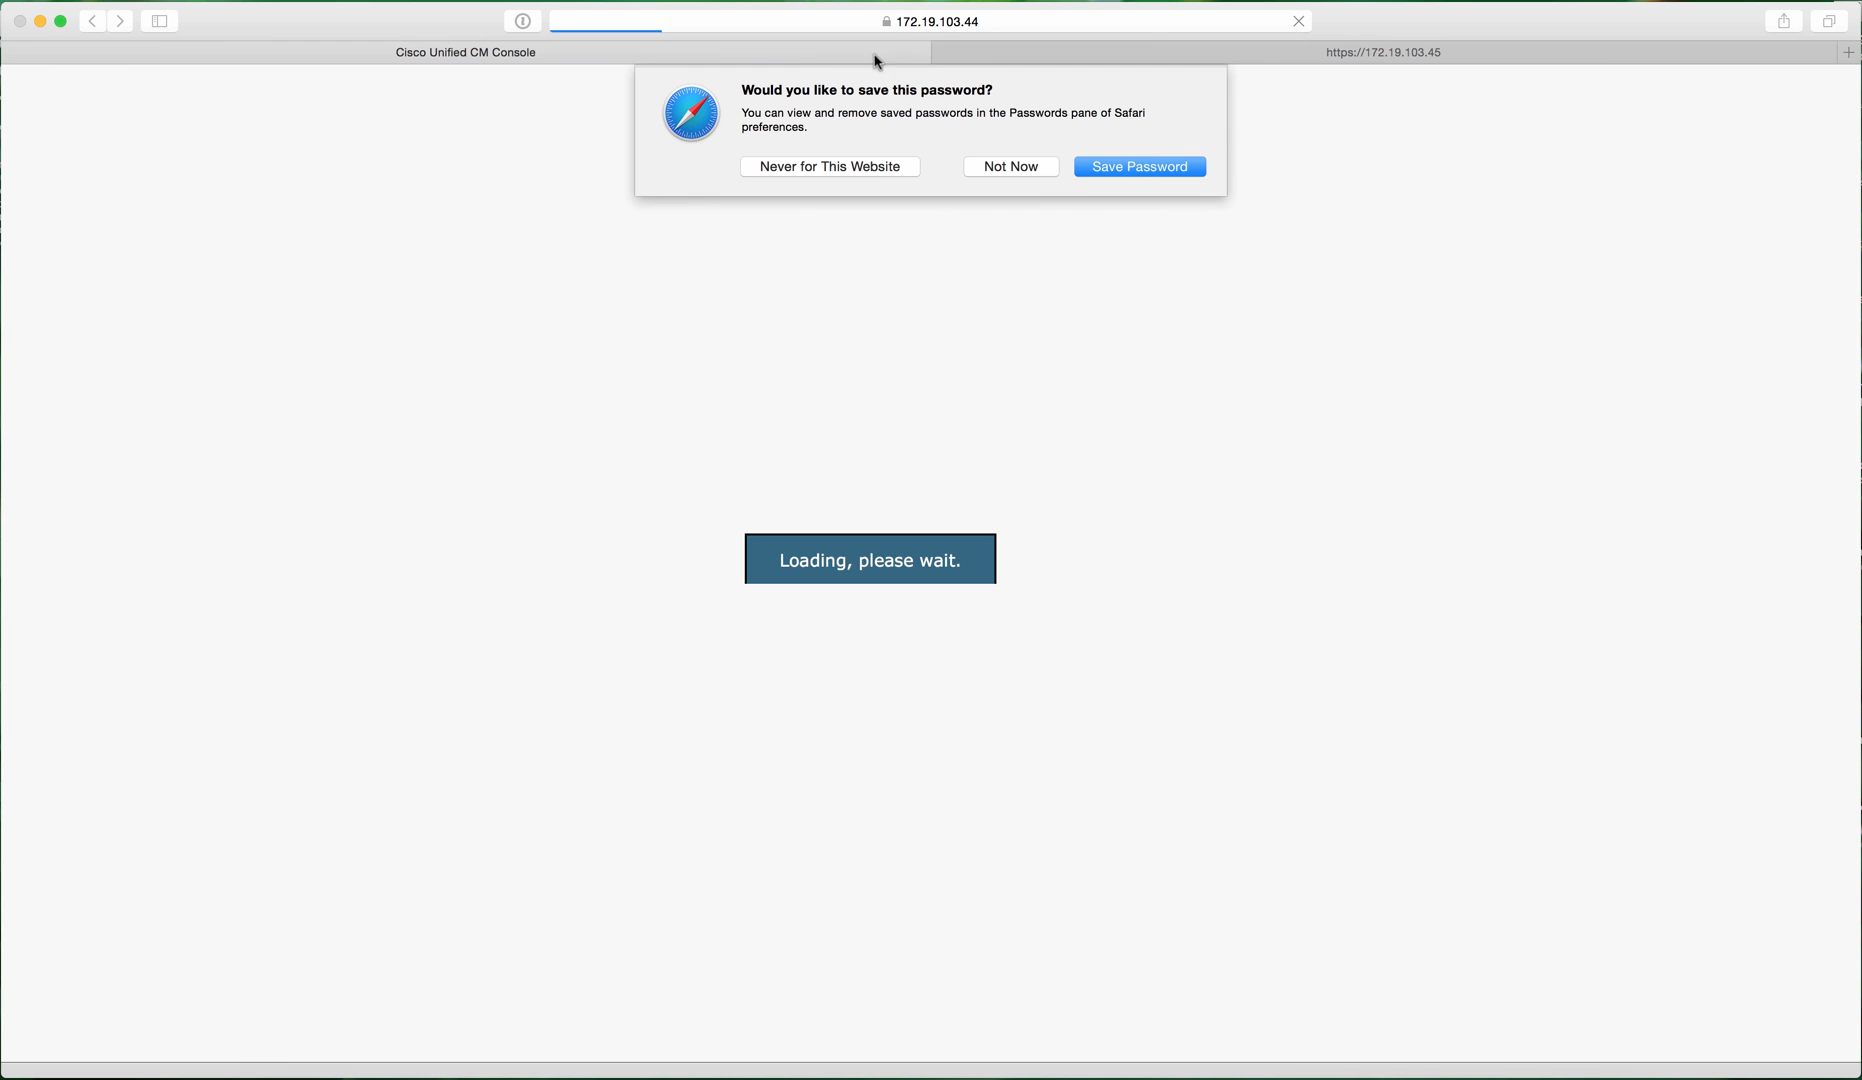 172.19.103.44
Cisco Unified CM Console
https://172.19.103.45
Would you like to save this password?
You can view and remove saved passwords in the Passwords pane of Safari
preferences.
Never for This Website
Not Now
Save Password
Loading, please wait.